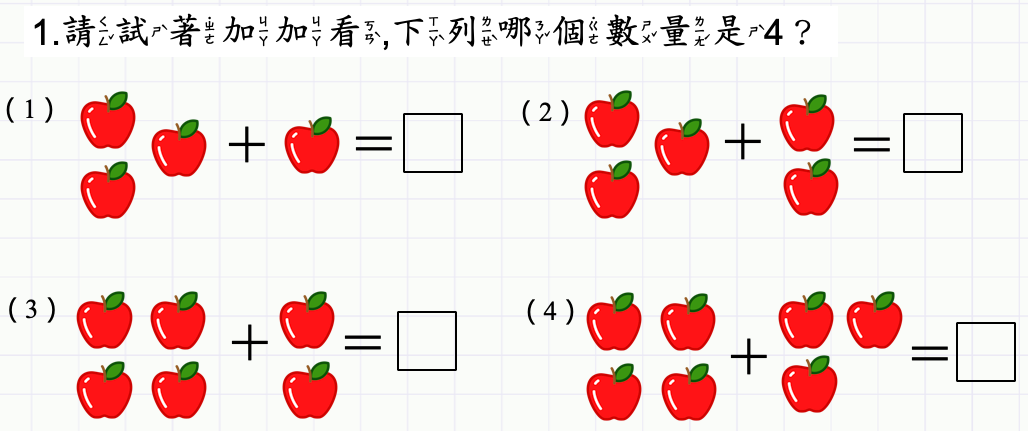 1.請試著加加看,下列哪個數量是4?
(1) + = (2) + =
(3) + = (4) + =